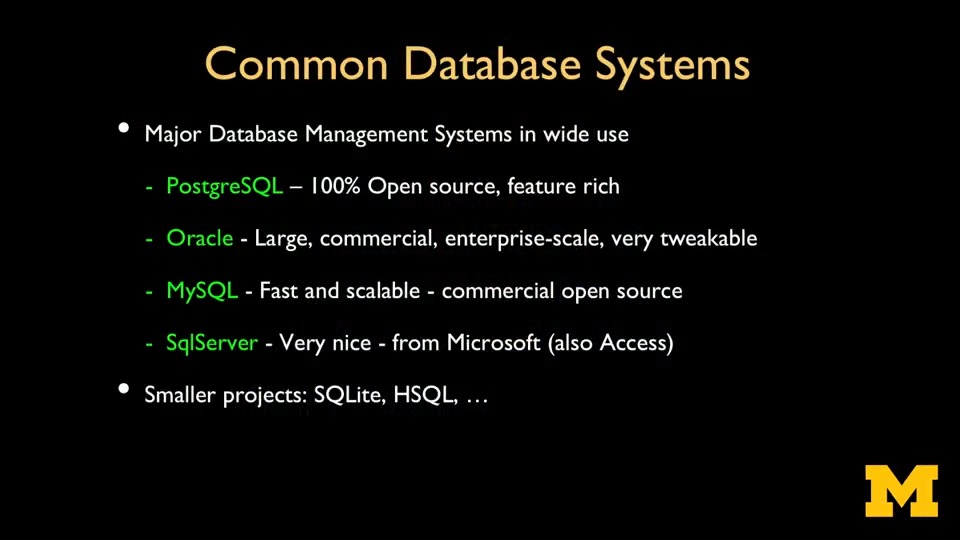 Common Database Systems
• Major Database Management Systems in wide use
- PostgreSQL – 100% Open source, feature rich
- Oracle - Large, commercial, enterprise-scale, very tweakable
- MySQL - Fast and scalable - commercial open source
- SqlServer - Very nice - from Microsoft (also Access)
• Smaller projects: SQLite, HSQL, …
M